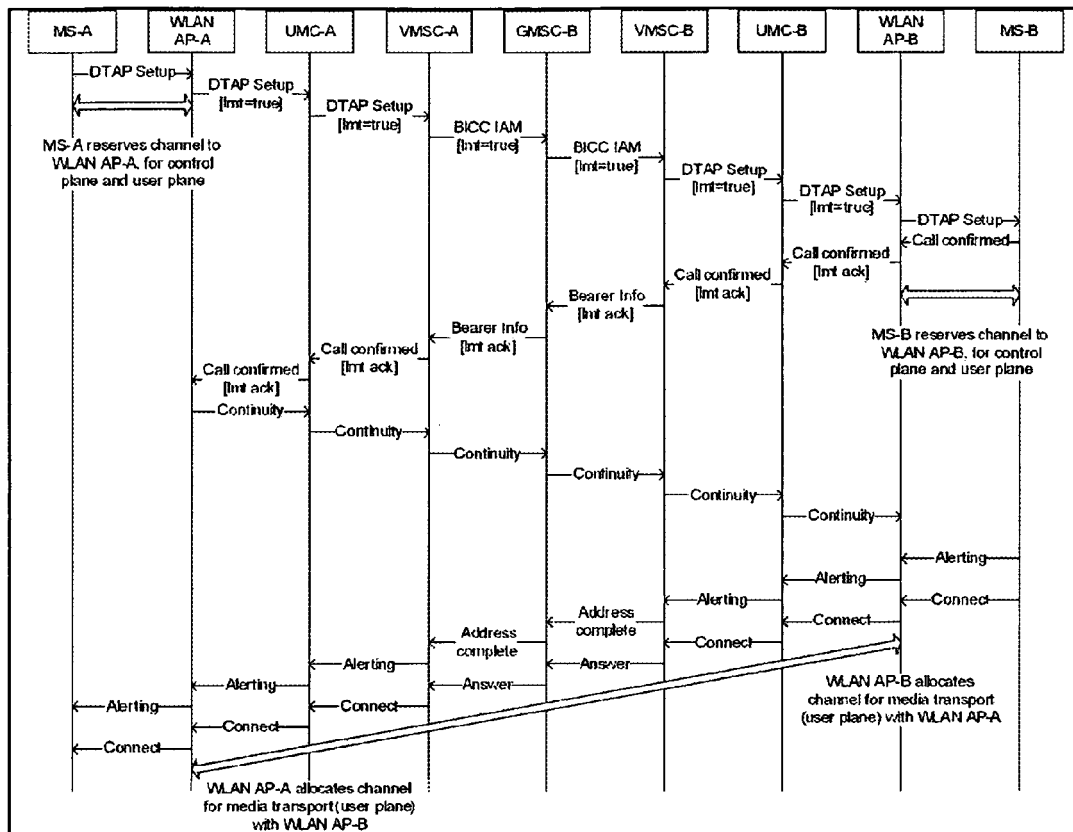 MS-A
WLAN
AP-A
UMC-A
VMSC-A
GMSC-B
VMSC-B
UMC-B
WLAN
AP-B
MS-B
DTAP Setup
DTAP Setup
[lmt=true]
DTAP Setup
[lmt=true]
BICC IAM
[lmt=true]
BICC IAM
[lmt=true]
DTAP Setup
[lmt=true]
DTAP Setup
[lmt=true]
DTAP Setup
MS-A reserves channel to
WLAN AP-A, for control
plane and user plane
Call confirmed
Call confirmed
[lmt ack]
Call confirmed
[lmt ack]
Bearer Info
[lmt ack]
Bearer Info
[lmt ack]
Call confirmed
[lmt ack]
Call confirmed
[lmt ack]
MS-B reserves channel to
WLAN AP-B, for control
plane and user plane
Continuity
Continuity
Continuity
Continuity
Continuity
Continuity
Alerting
Alerting
Alerting
Connect
Address
complete
Connect
Address
complete
Connect
Alerting
Answer
Alerting
Answer
WLAN AP-B allocates
channel for media transport
(user plane) with WLAN AP-A
Alerting
Connect
Connect
Connect
WLAN AP-A allocates channel
for media transport (user plane)
with WLAN AP-B